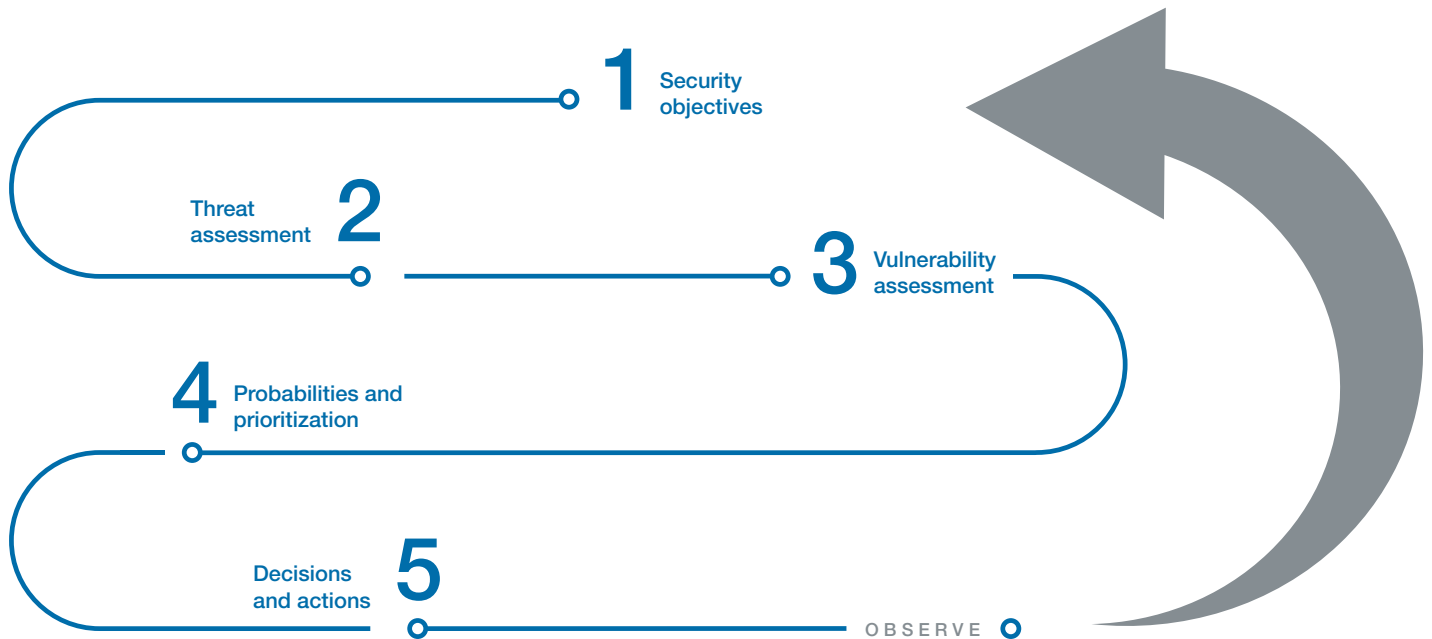 1 Security
objectives
Threat 2
assessment
3 Vulnerability
assessment
4 Probabilities and
prioritization
Decisions 5
and actions
OBSERVE